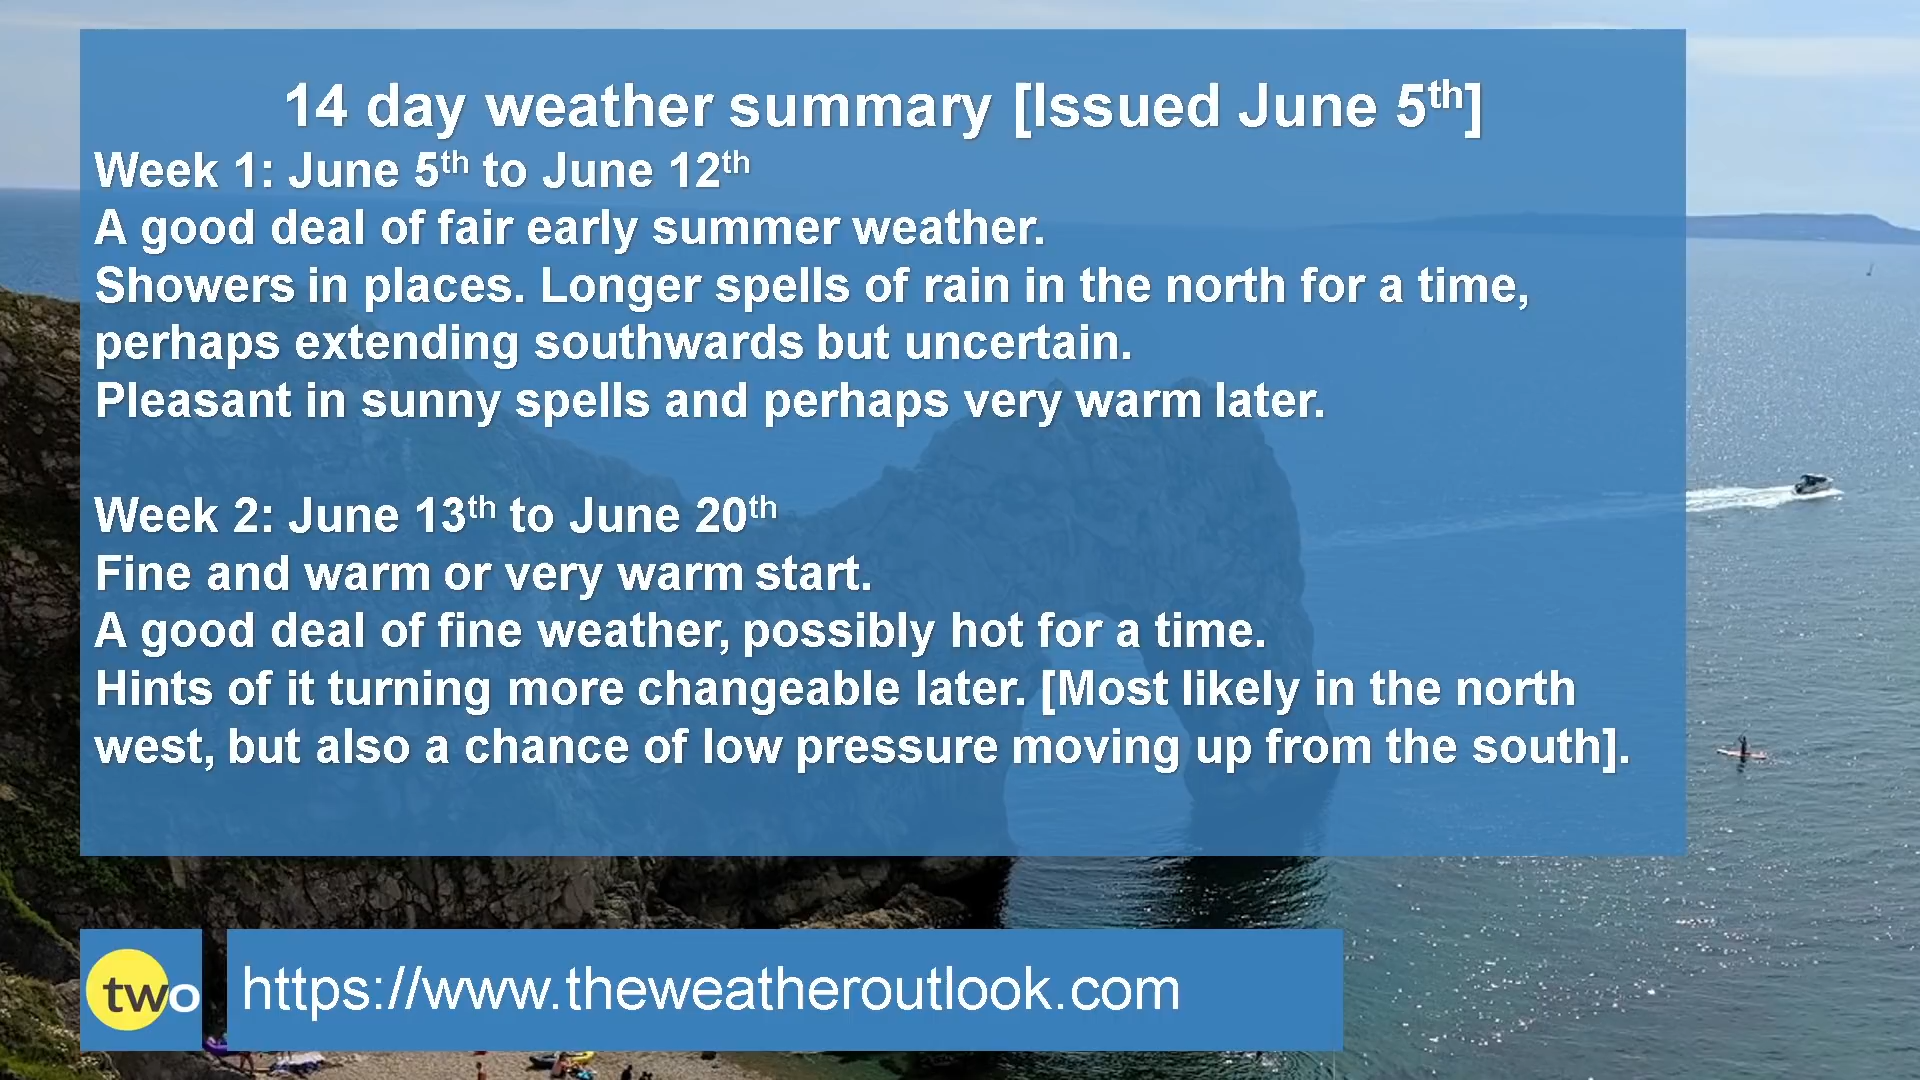 14 day weather summary [Issued June 5th]
Week 1: June 5th to June 12th
A good deal of fair early summer weather.
Showers in places. Longer spells of rain in the north for a time,
perhaps extending southwards but uncertain.
Pleasant in sunny spells and perhaps very warm later.
Week 2: June 13th to June 20th
Fine and warm or very warm start.
A good deal of fine weather, possibly hot for a time.
Hints of it turning more changeable later. [Most likely in the north
west, but also a chance of low pressure moving up from the south].
two
https://www.theweatheroutlook.com